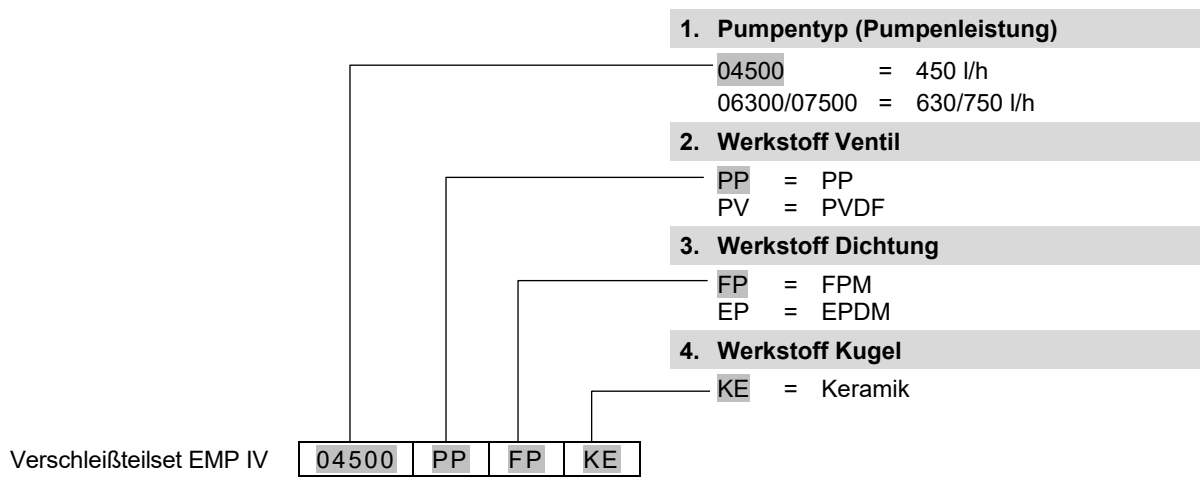 1. Pumpentyp (Pumpenleistung)
04500 = 450 l/h
06300/07500 = 630/750 l/h
2. Werkstoff Ventil
PP = PP
PV = PVDF
3. Werkstoff Dichtung
FP = FPM
EP = EPDM
4. Werkstoff Kugel
KE = Keramik
Verschleißteilset EMP IV 04500 PP FP KE